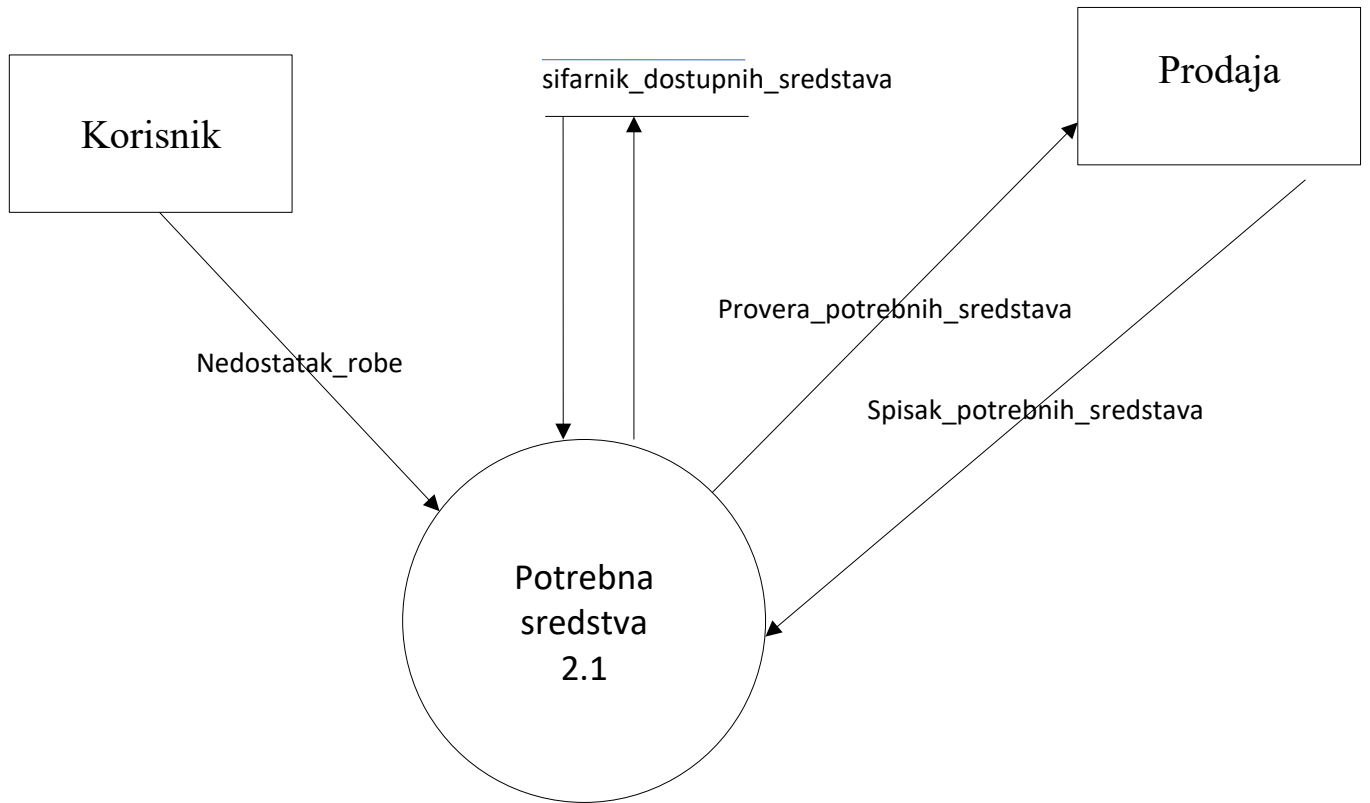 Korisnik
sifarnik_dostupnih_sredstava
Prodaja
Provera_potrebnih_sredstava
Nedostatak_robe
Spisak_potrebnih_sredstava
Potrebna
sredstva
2.1